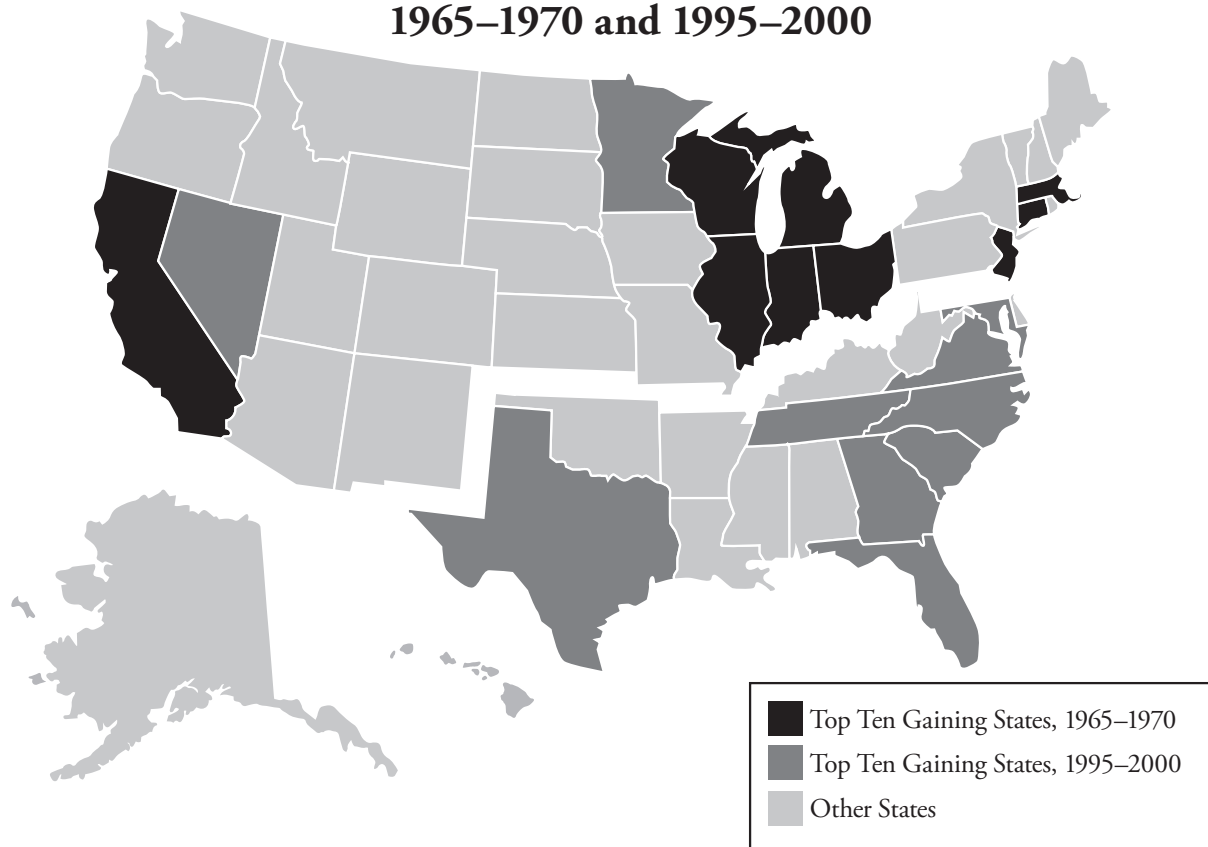 1965–1970 and 1995–2000
Top Ten Gaining States, 1965–1970
Top Ten Gaining States, 1995–2000
Other States